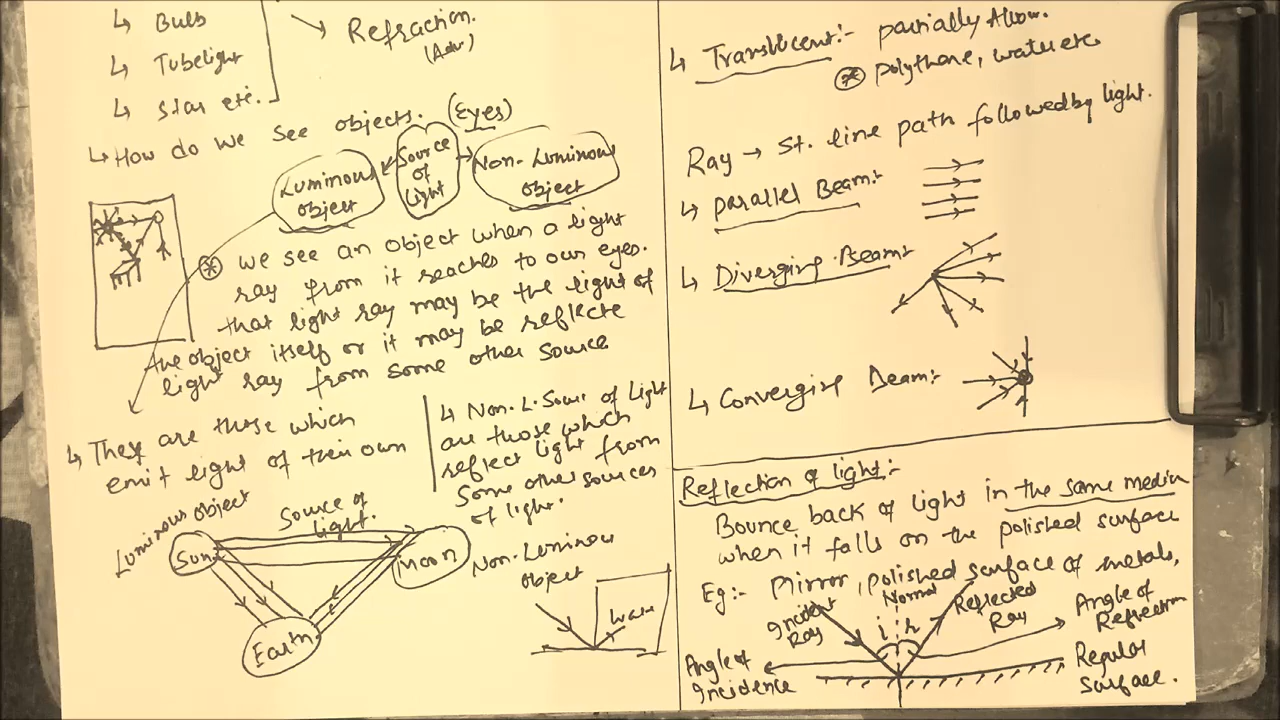 ↳ Bulb
↳ Tubelight
↳ Star etc.
→ Refraction.
(Adv)
↳ How do we see objects. (Eyes)
Luminous object
Source of Light
Non-Luminous object
* we see an object when a light
ray from it reaches to our eyes.
that light ray may be the light of
the object itself or it may be reflecte
light ray from some other source
↳ They are those which
emit light of their own
↳ Non. L. Sour. of Light
are those which
reflect light from
some other sources
of light.
Luminous object
Source of
light.
Sun
Moon
Earth
Non-Luminous
object
↳ Translucent:- partially Allow.
* polythane, water etc
Ray → St. line path followed by light.
↳ parallel Beam:
↳ Diverging Beam:
↳ Converging Beam:
Reflection of light:-
Bounce back of light in the same medium
when it falls on the polished surface
Eg:- Mirror, polished surface of metals,
Incident
Ray
Normal
Reflected
Ray
i
r
Angle of
Reflection
Angle of
Incidence
Regular
Surface.